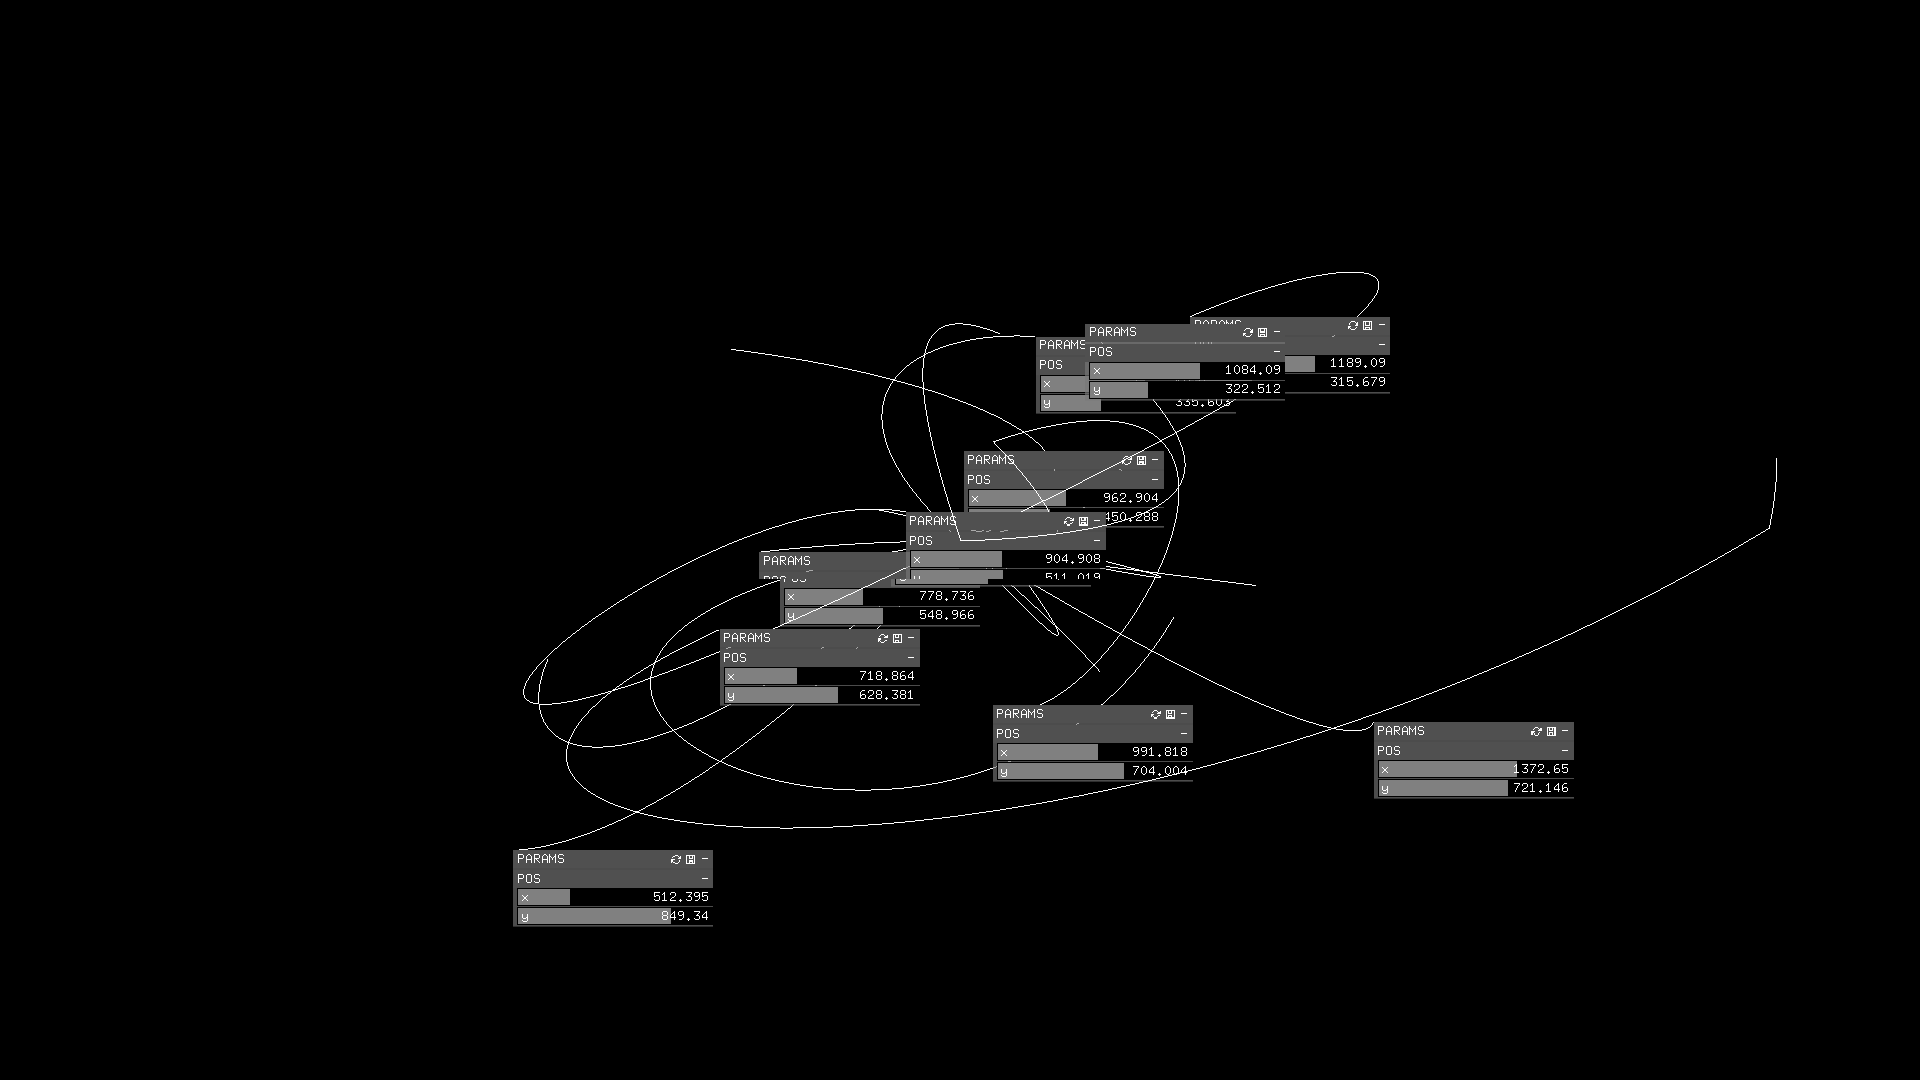 PARAMS
1189.09
315.679
PARAMS
POS
x 1084.09
y 322.512
PARAMS
POS
x
y 335.603
PARAMS
POS
x 962.904
450.288
PARAMS
POS
x 904.908
y 511.019
PARAMS
x 778.736
y 548.966
PARAMS
POS
x 718.864
y 628.381
PARAMS
POS
x 991.818
y 704.004
PARAMS
POS
x 1372.65
y 721.146
PARAMS
POS
x 512.395
y 849.34